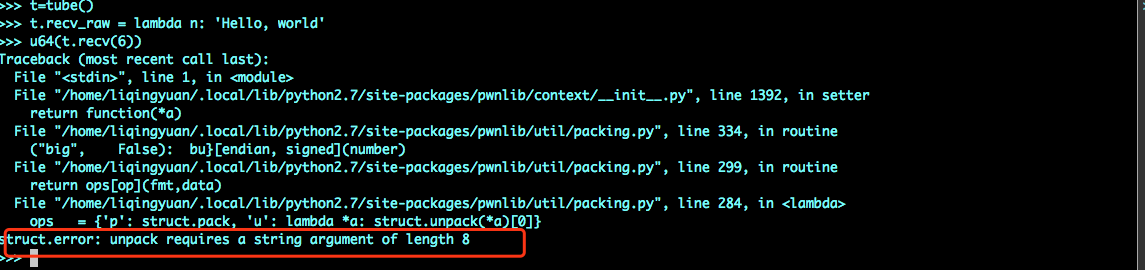 >>> t=tube()
>>> t.recv_raw = lambda n: 'Hello, world'
>>> u64(t.recv(6))
Traceback (most recent call last):
  File "<stdin>", line 1, in <module>
  File "/home/liqingyuan/.local/lib/python2.7/site-packages/pwnlib/context/__init__.py", line 1392, in setter
    return function(*a)
  File "/home/liqingyuan/.local/lib/python2.7/site-packages/pwnlib/util/packing.py", line 334, in routine
    ("big",    False):  bu}[endian, signed](number)
  File "/home/liqingyuan/.local/lib/python2.7/site-packages/pwnlib/util/packing.py", line 299, in routine
    return ops[op](fmt,data)
  File "/home/liqingyuan/.local/lib/python2.7/site-packages/pwnlib/util/packing.py", line 284, in <lambda>
    ops   = {'p': struct.pack, 'u': lambda *a: struct.unpack(*a)[0]}
struct.error: unpack requires a string argument of length 8
>>>